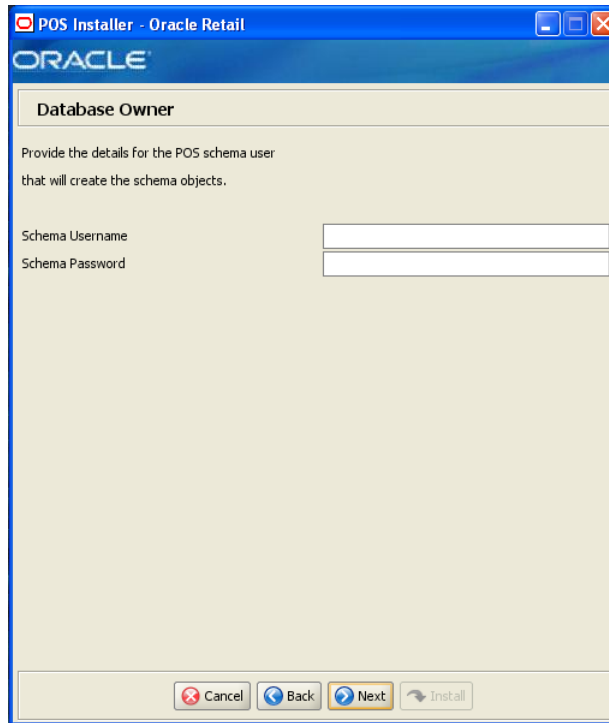 POS Installer - Oracle Retail
ORACLE
Database Owner
Provide the details for the POS schema user
that will create the schema objects.
Schema Username
Schema Password
Cancel
Back
Next
Install